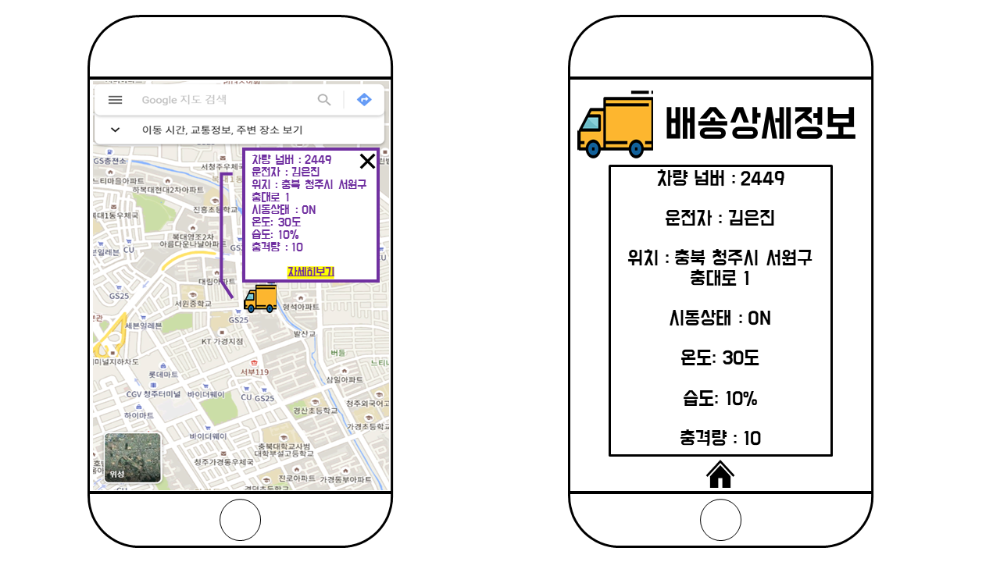 Google 지도 검색
이동 시간, 교통정보, 주변 장소 보기
GS충전소
서청주우체국
느티마을아파트
하복대현대2차아파트
복대1동우체국
진흥초등학교
복대영조2차
아름다운나날아파트
세븐일레븐
CU
GS25
CU
차량 넘버 : 2449
운전자 : 김은진
위치 : 충북 청주시 서원구
충대로 1
시동상태 : ON
온도: 30도
습도: 10%
충격량 : 10
자세히보기
대림아파트
GS25
서원중학교
형석아파트
GS25
세븐일레븐
KT 가경지점
발산교
버들
미널지하차도
서부119
느티
롯데마트
삼일아파트
CGV 청주터미널
바이더웨이
CU
GS25
청주외국어고
경산초등학교
하이마트
가경초등학교
바이더웨이
충북대학교사범
대학부설고등학교
청주가경동우체국
위성
진로아파트
가경동부아파트
경덕초등학교
배송상세정보
차량 넘버 : 2449
운전자 : 김은진
위치 : 충북 청주시 서원구
충대로 1
시동상태 : ON
온도: 30도
습도: 10%
충격량 : 10